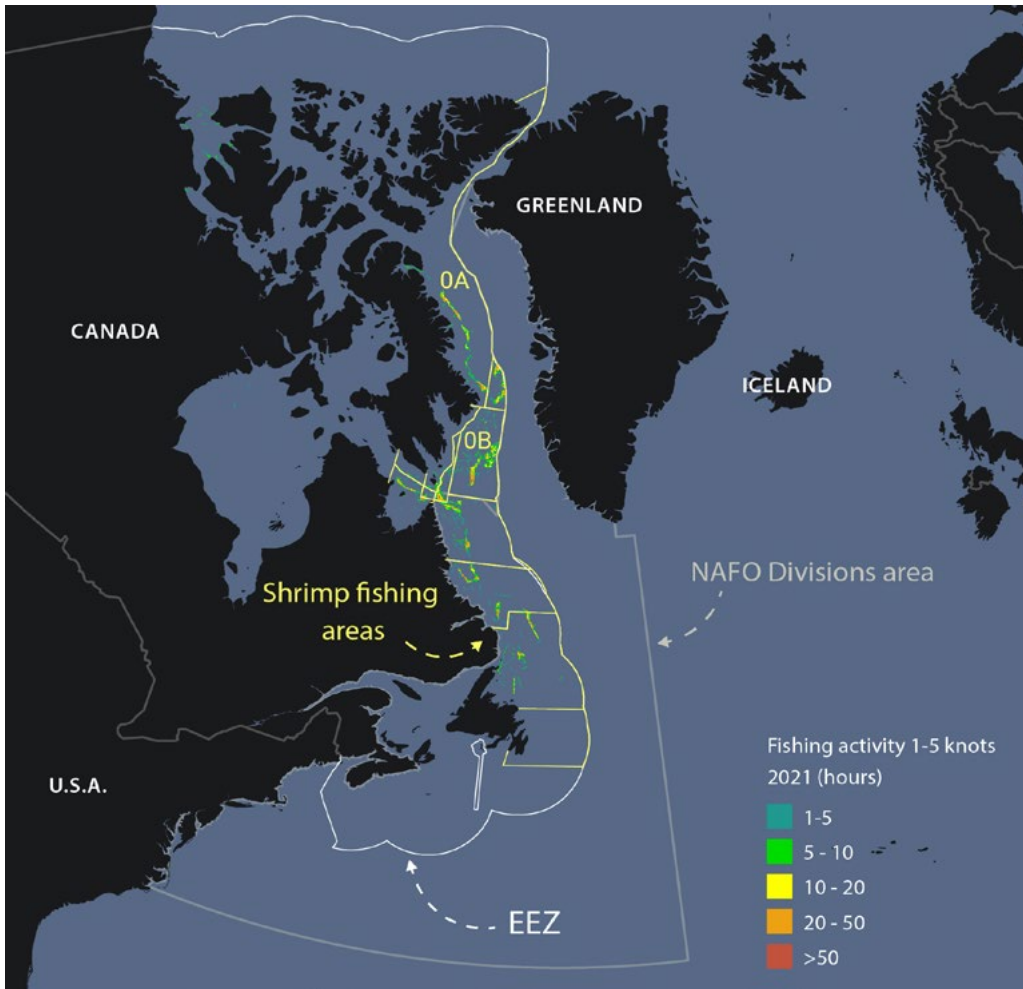 GREENLAND
0A
CANADA
ICELAND
0B
Shrimp fishing
areas
NAFO Divisions area
U.S.A.
EEZ
Fishing activity 1-5 knots
2021 (hours)
1-5
5 - 10
10 - 20
20 - 50
>50